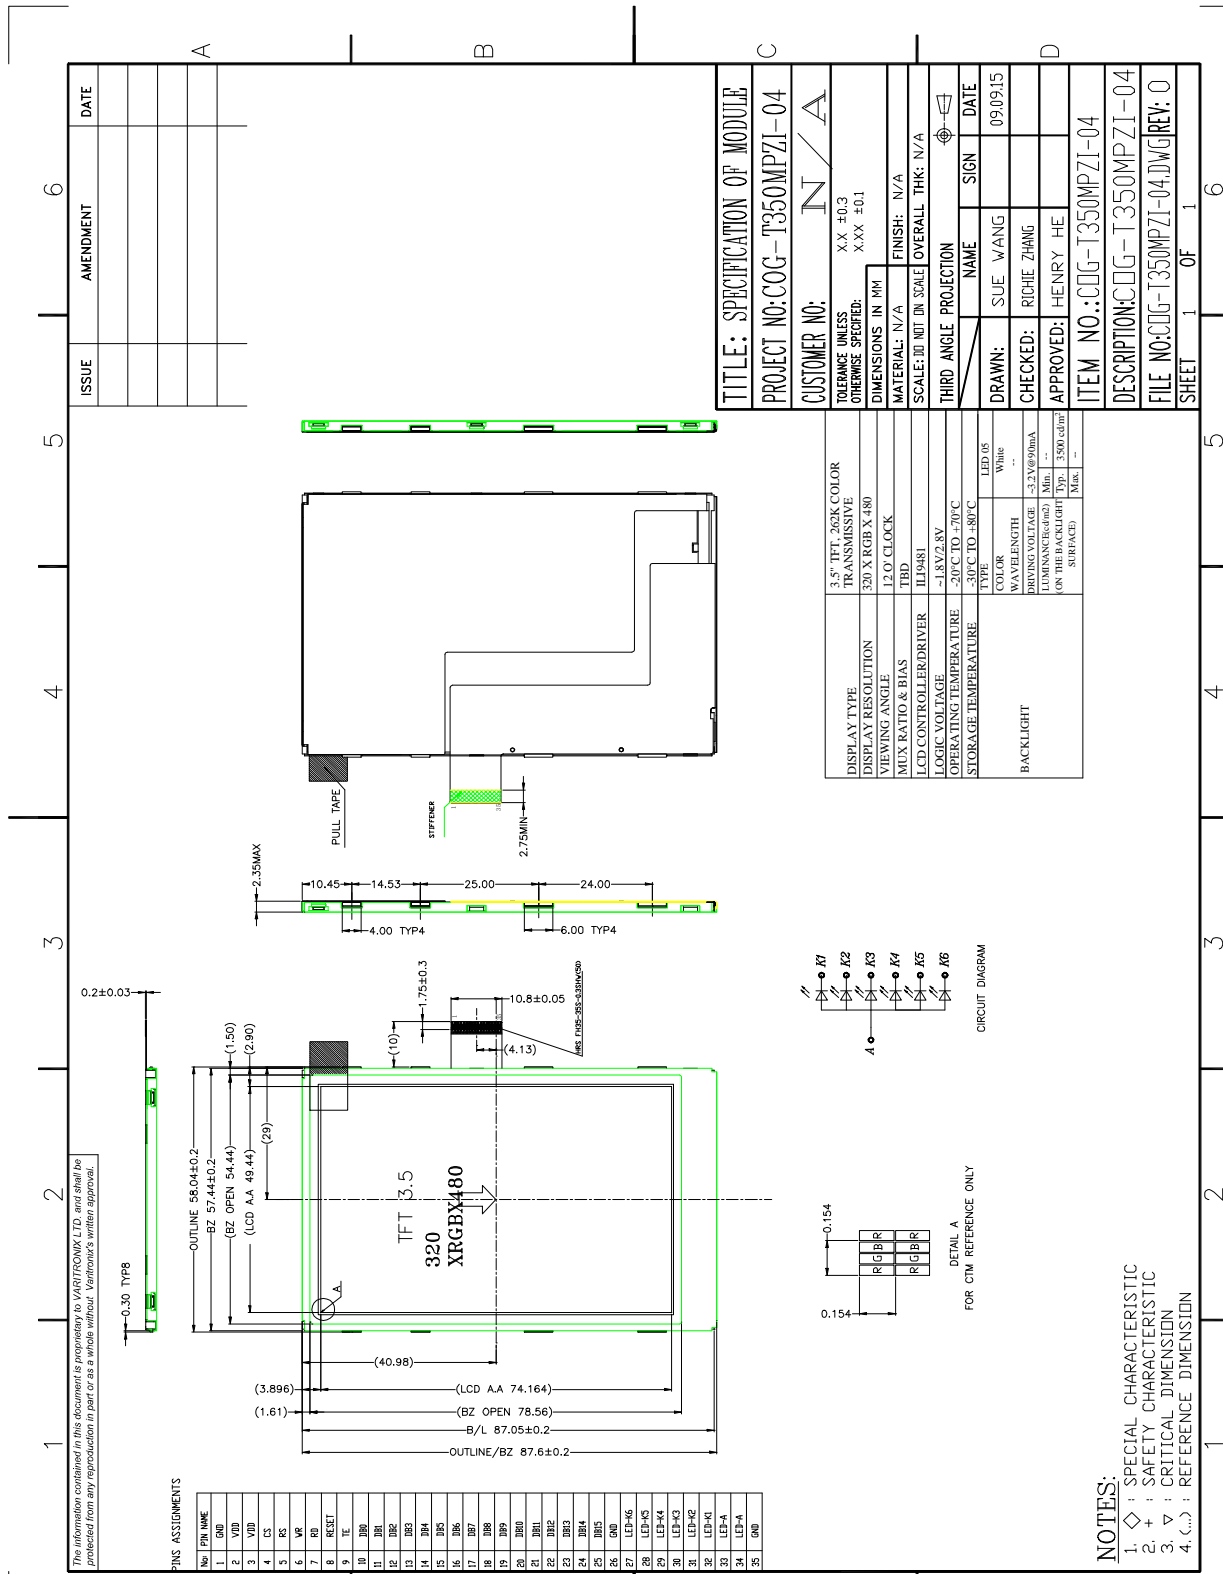 The information contained in this document is proprietary to VARITRONIX LTD. and shall be
protected from any reproduction in part or as a whole without Varitronix's written approval.
1
2
3
4
5
6
A
B
C
D
ISSUE AMENDMENT DATE
0.30 TYP8
0.2±0.03
OUTLINE 58.04±0.2
BZ 57.44±0.2
(BZ OPEN 54.44)
(LCD A.A 49.44)
(1.50)
(2.90)
(29)
(10)
1.75±0.3
10.8±0.05
(4.13)
HRS FH35-35S-0.3SHW(50)
TFT 3.5
320
XRGBX480
A
(40.98)
(3.896)
(LCD A.A 74.164)
(1.61)
(BZ OPEN 78.56)
B/L 87.05±0.2
OUTLINE/BZ 87.6±0.2
2.35MAX
10.45
14.53
25.00
24.00
4.00 TYP4
6.00 TYP4
PULL TAPE
STIFFENER
1
35
2.75MIN
PINS ASSIGNMENTS
No: PIN NAME
1 GND
2 VDD
3 VDD
4 CS
5 RS
6 WR
7 RD
8 RESET
9 TE
10 DB0
11 DB1
12 DB2
13 DB3
14 DB4
15 DB5
16 DB6
17 DB7
18 DB8
19 DB9
20 DB10
21 DB11
22 DB12
23 DB13
24 DB14
25 DB15
26 GND
27 LED-K6
28 LED-K5
29 LED-K4
30 LED-K3
31 LED-K2
32 LED-K1
33 LED-A
34 LED-A
35 GND
0.154
0.154
R G B R
R G B R
DETAIL A
FOR CTM REFERENCE ONLY
A
K1
K2
K3
K4
K5
K6
CIRCUIT DIAGRAM
DISPLAY TYPE 3.5" TFT, 262K COLOR
TRANSMISSIVE
DISPLAY RESOLUTION 320 X RGB X 480
VIEWING ANGLE 12 O' CLOCK
MUX RATIO & BIAS TBD
LCD CONTROLLER/DRIVER ILI9481
LOGIC VOLTAGE ~1.8V/2.8V
OPERATING TEMPERATURE -20°C TO +70°C
STORAGE TEMPERATURE -30°C TO +80°C
BACKLIGHT
TYPE LED 05
COLOR White
WAVELENGTH --
DRIVING VOLTAGE ~3.2V@90mA
LUMINANCE(cd/m2)
(ON THE BACKLIGHT
SURFACE)
Min. --
Typ. 3500 cd/m²
Max. --
TITLE: SPECIFICATION OF MODULE
PROJECT NO:COG-T350MPZI-04
CUSTOMER NO: N/A
TOLERANCE UNLESS
OTHERWISE SPECIFIED:
X.X ±0.3
X.XX ±0.1
DIMENSIONS IN MM
MATERIAL: N/A FINISH: N/A
SCALE: DO NOT ON SCALE OVERALL THK: N/A
THIRD ANGLE PROJECTION
NAME SIGN DATE
DRAWN: SUE WANG 09.09.15
CHECKED: RICHIE ZHANG
APPROVED: HENRY HE
ITEM NO.:COG-T350MPZI-04
DESCRIPTION:COG-T350MPZI-04
FILE NO:COG-T350MPZI-04.DWG REV: 0
SHEET 1 OF 1
NOTES:
1. ◇ : SPECIAL CHARACTERISTIC
2. + : SAFETY CHARACTERISTIC
3. ▽ : CRITICAL DIMENSION
4. (...) : REFERENCE DIMENSION
1
2
3
4
5
6